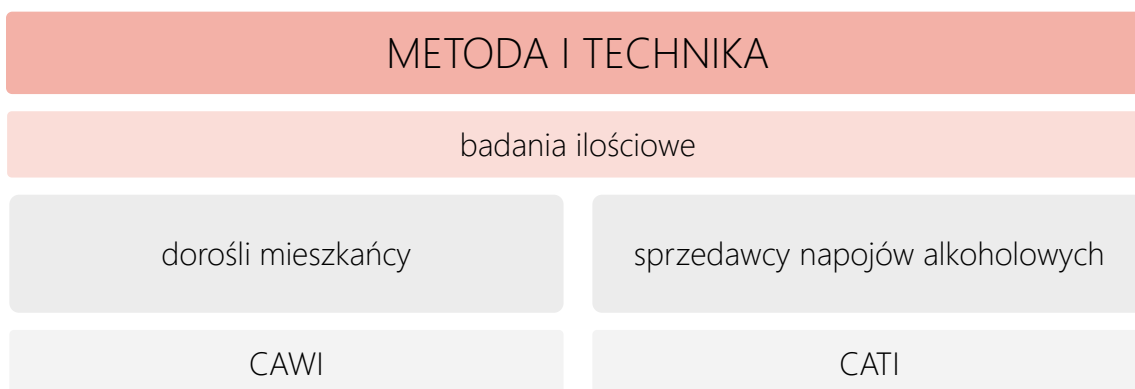 METODA I TECHNIKA
badania ilościowe
dorośli mieszkańcy
sprzedawcy napojów alkoholowych
CAWI
CATI